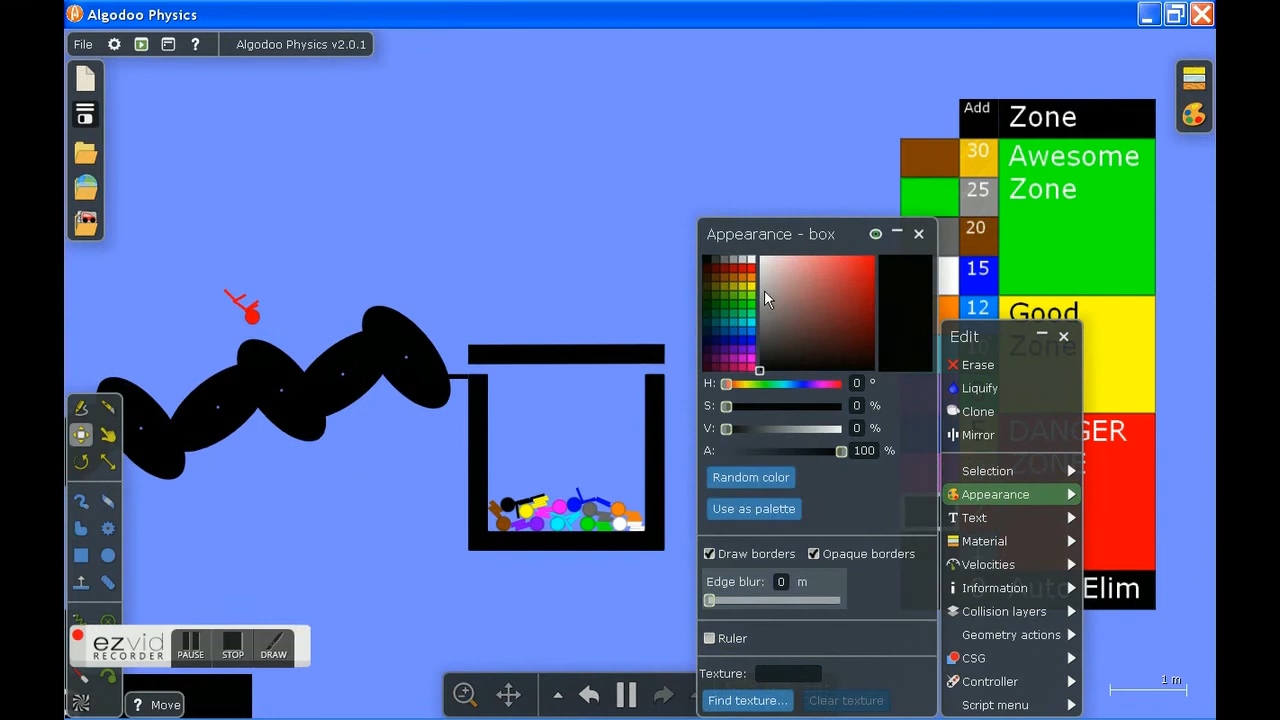 Algodoo Physics
File
?
Algodoo Physics v2.0.1
Add
Zone
30
Awesome
Zone
25
20
15
12
Good
Zone
DANGER
ZONE
Auto Elim
Appearance - box
H:
0 °
S:
0 %
V:
0 %
A:
100 %
Random color
Use as palette
Draw borders
Opaque borders
Edge blur: 0 m
Ruler
Texture:
Find texture...
Clear texture
Edit
Erase
Liquify
Clone
Mirror
Selection
Appearance
Text
Material
Velocities
Information
Collision layers
Geometry actions
CSG
Controller
Script menu
ezvid
RECORDER
PAUSE
STOP
DRAW
? Move
1 m